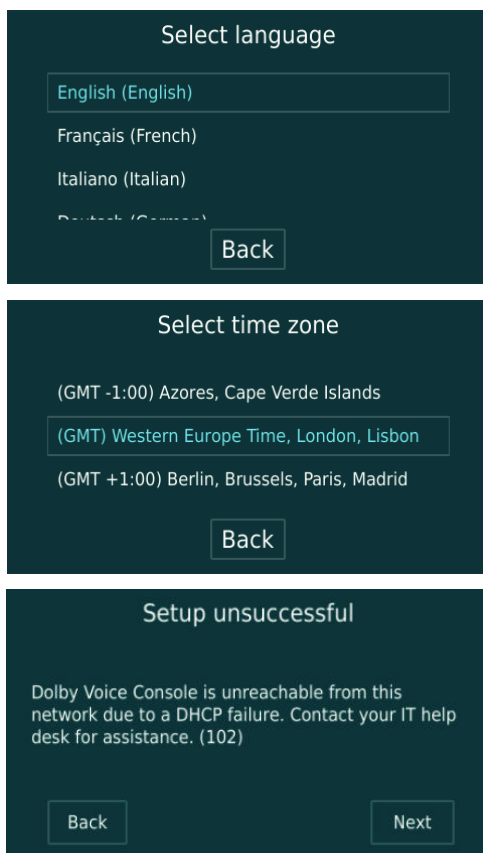 Select language
English (English)
Français (French)
Italiano (Italian)
Deutsch (German)
Back
Select time zone
(GMT -1:00) Azores, Cape Verde Islands
(GMT) Western Europe Time, London, Lisbon
(GMT +1:00) Berlin, Brussels, Paris, Madrid
Back
Setup unsuccessful
Dolby Voice Console is unreachable from this
network due to a DHCP failure. Contact your IT help
desk for assistance. (102)
Back
Next